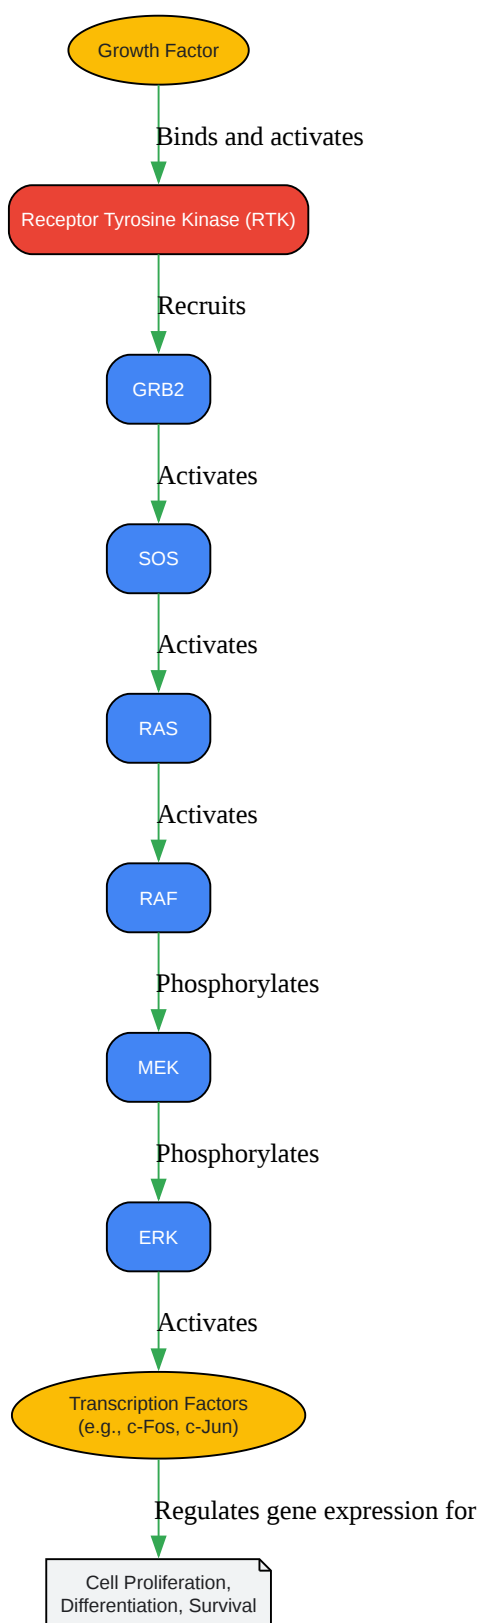 Growth Factor
Binds and activates
Receptor Tyrosine Kinase (RTK)
Recruits
GRB2
Activates
SOS
Activates
RAS
Activates
RAF
Phosphorylates
MEK
Phosphorylates
ERK
Activates
Transcription Factors
(e.g., c-Fos, c-Jun)
Regulates gene expression for
Cell Proliferation,
Differentiation, Survival